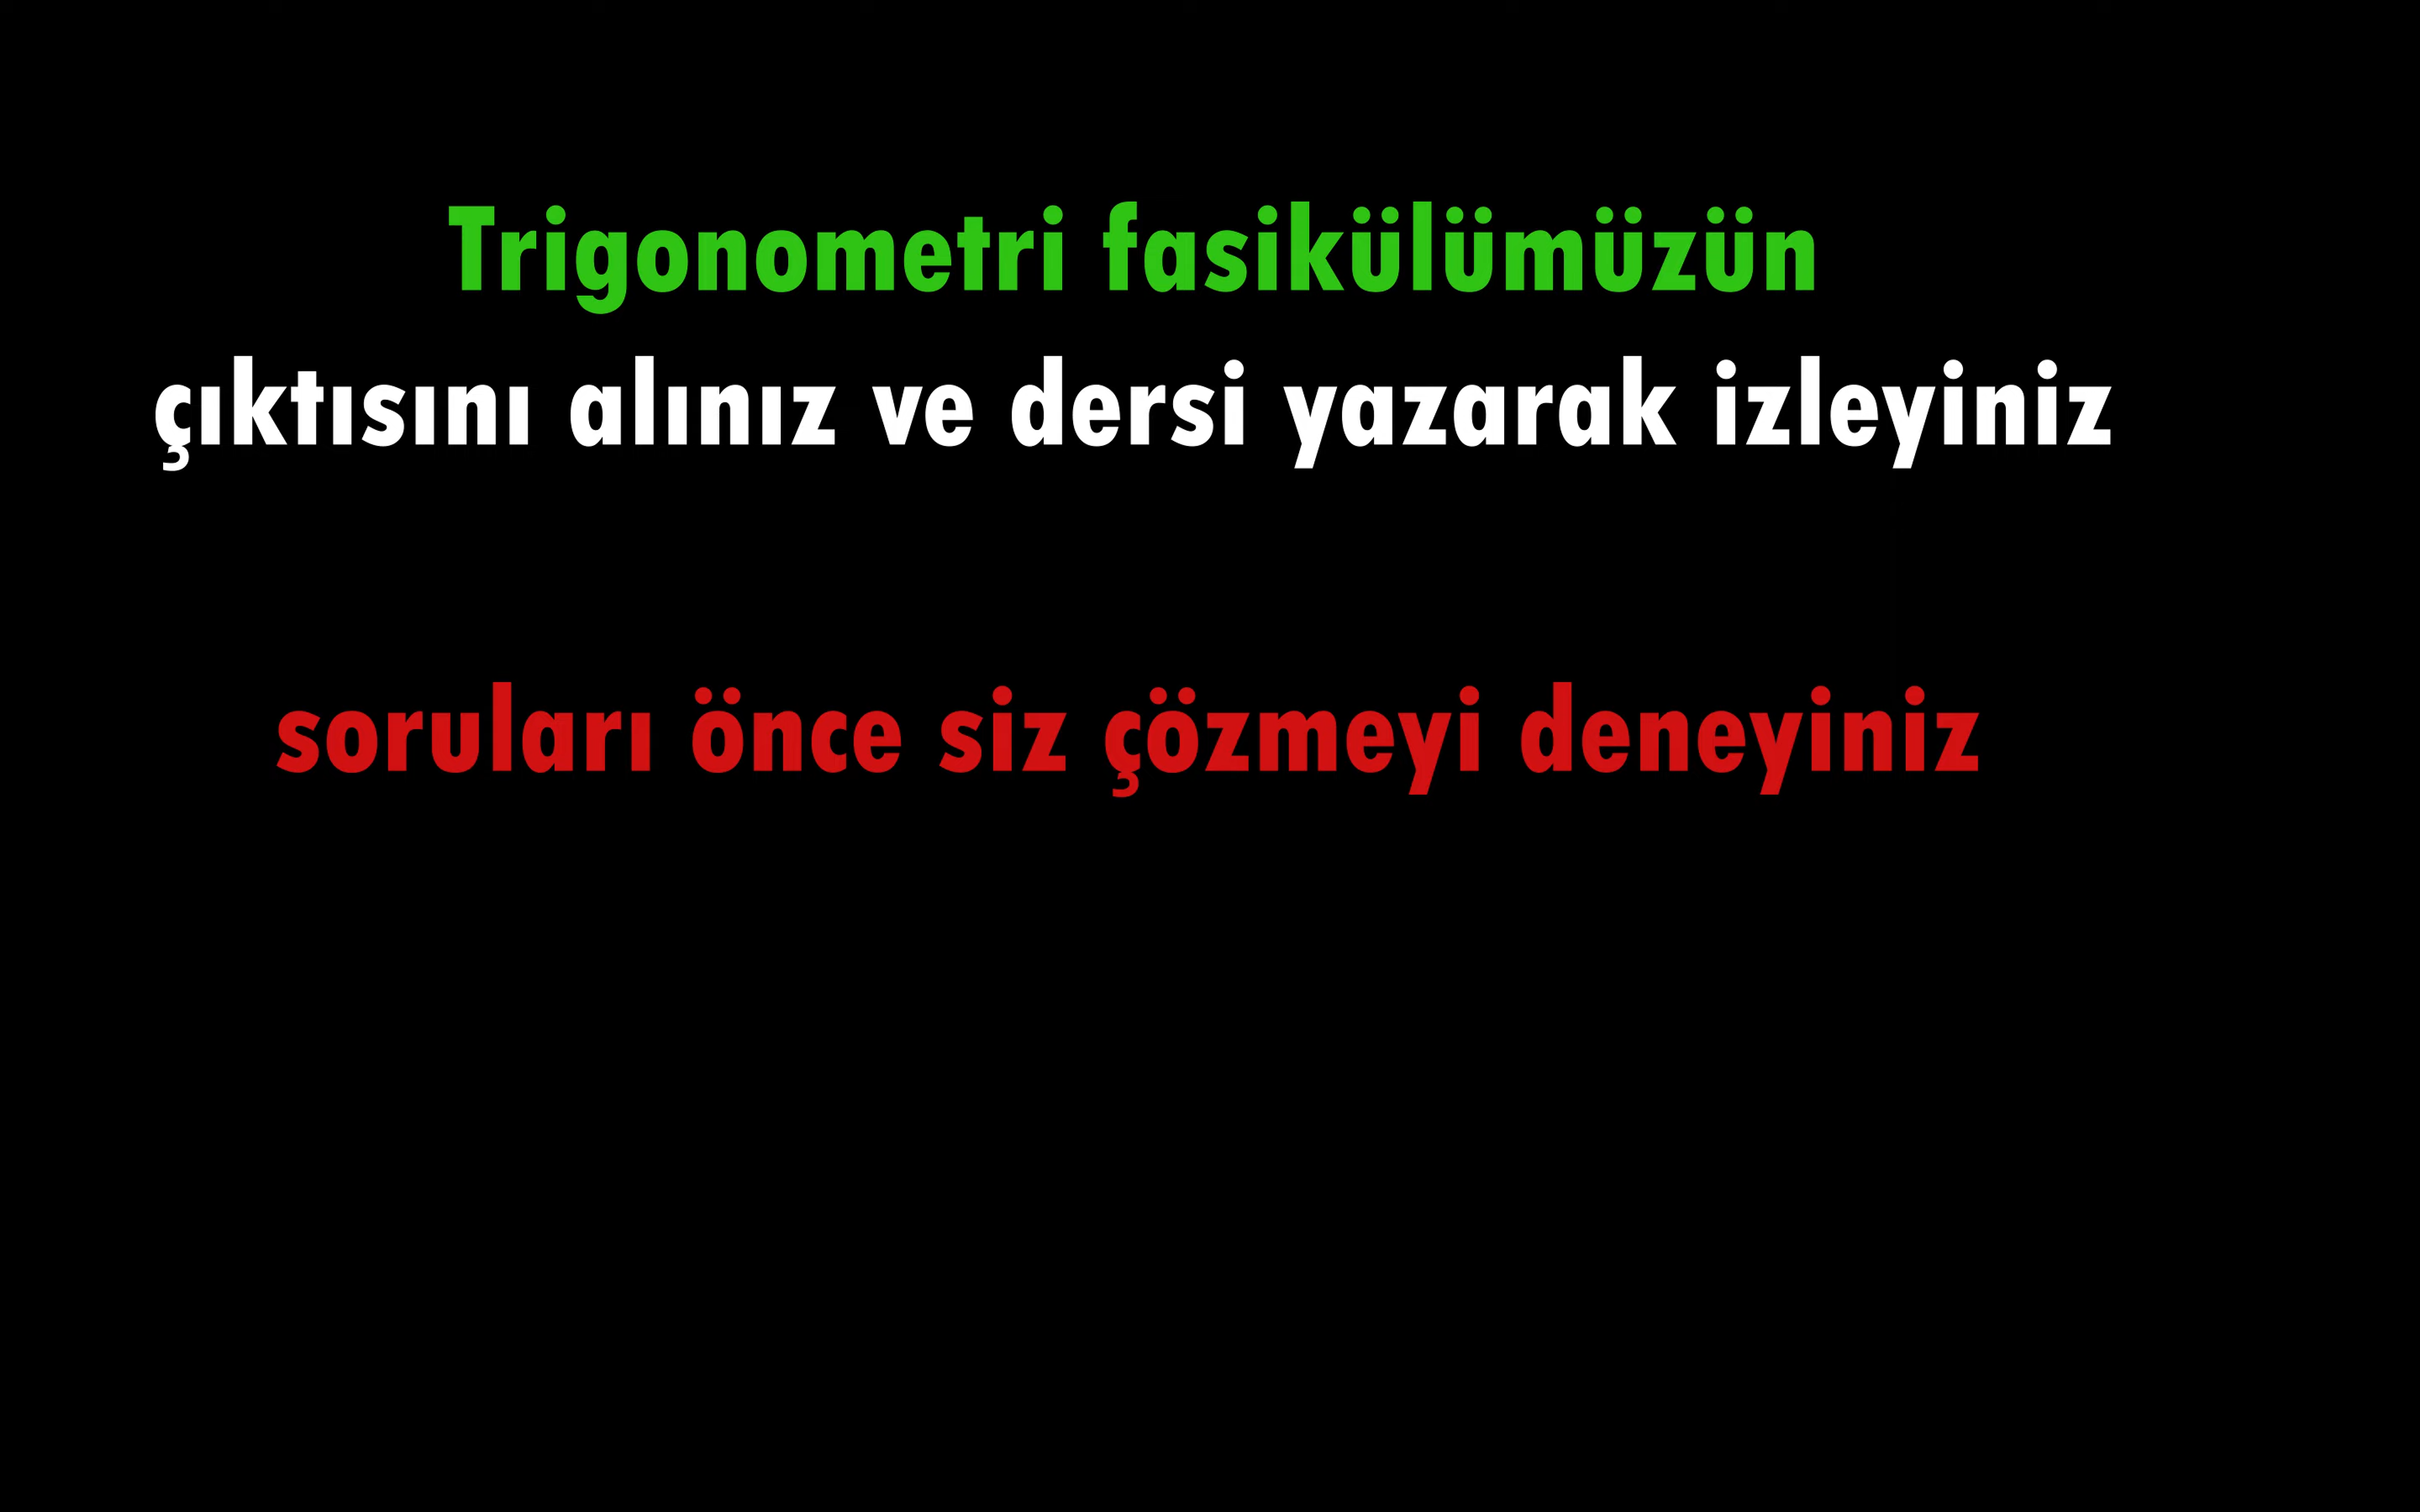 Trigonometri fasikülümüzün
çıktısını alınız ve dersi yazarak izleyiniz
soruları önce siz çözmeyi deneyiniz